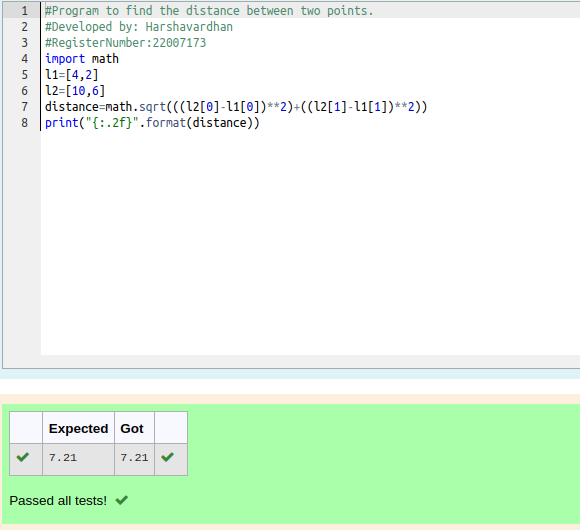 1 #Program to find the distance between two points.
2 #Developed by: Harshavardhan
3 #RegisterNumber:22007173
4 import math
5 l1=[4,2]
6 l2=[10,6]
7 distance=math.sqrt(((l2[0]-l1[0])**2)+((l2[1]-l1[1])**2))
8 print("{:.2f}".format(distance))
Expected Got
7.21 7.21
Passed all tests!